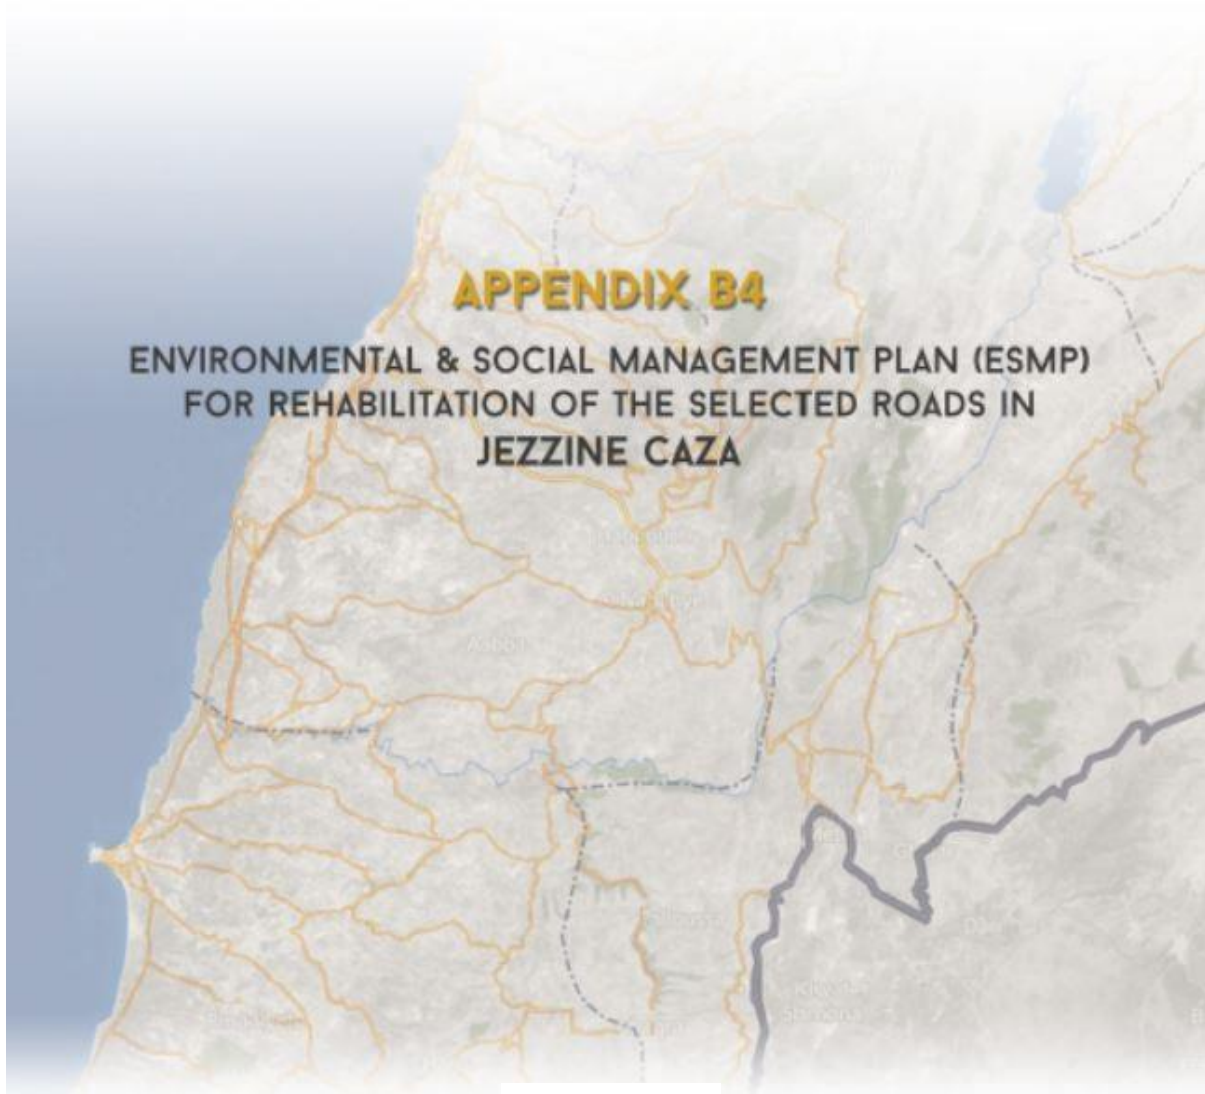 APPENDIX B4
ENVIRONMENTAL & SOCIAL MANAGEMENT PLAN (ESMP)
FOR REHABILITATION OF THE SELECTED ROADS IN
JEZZINE CAZA